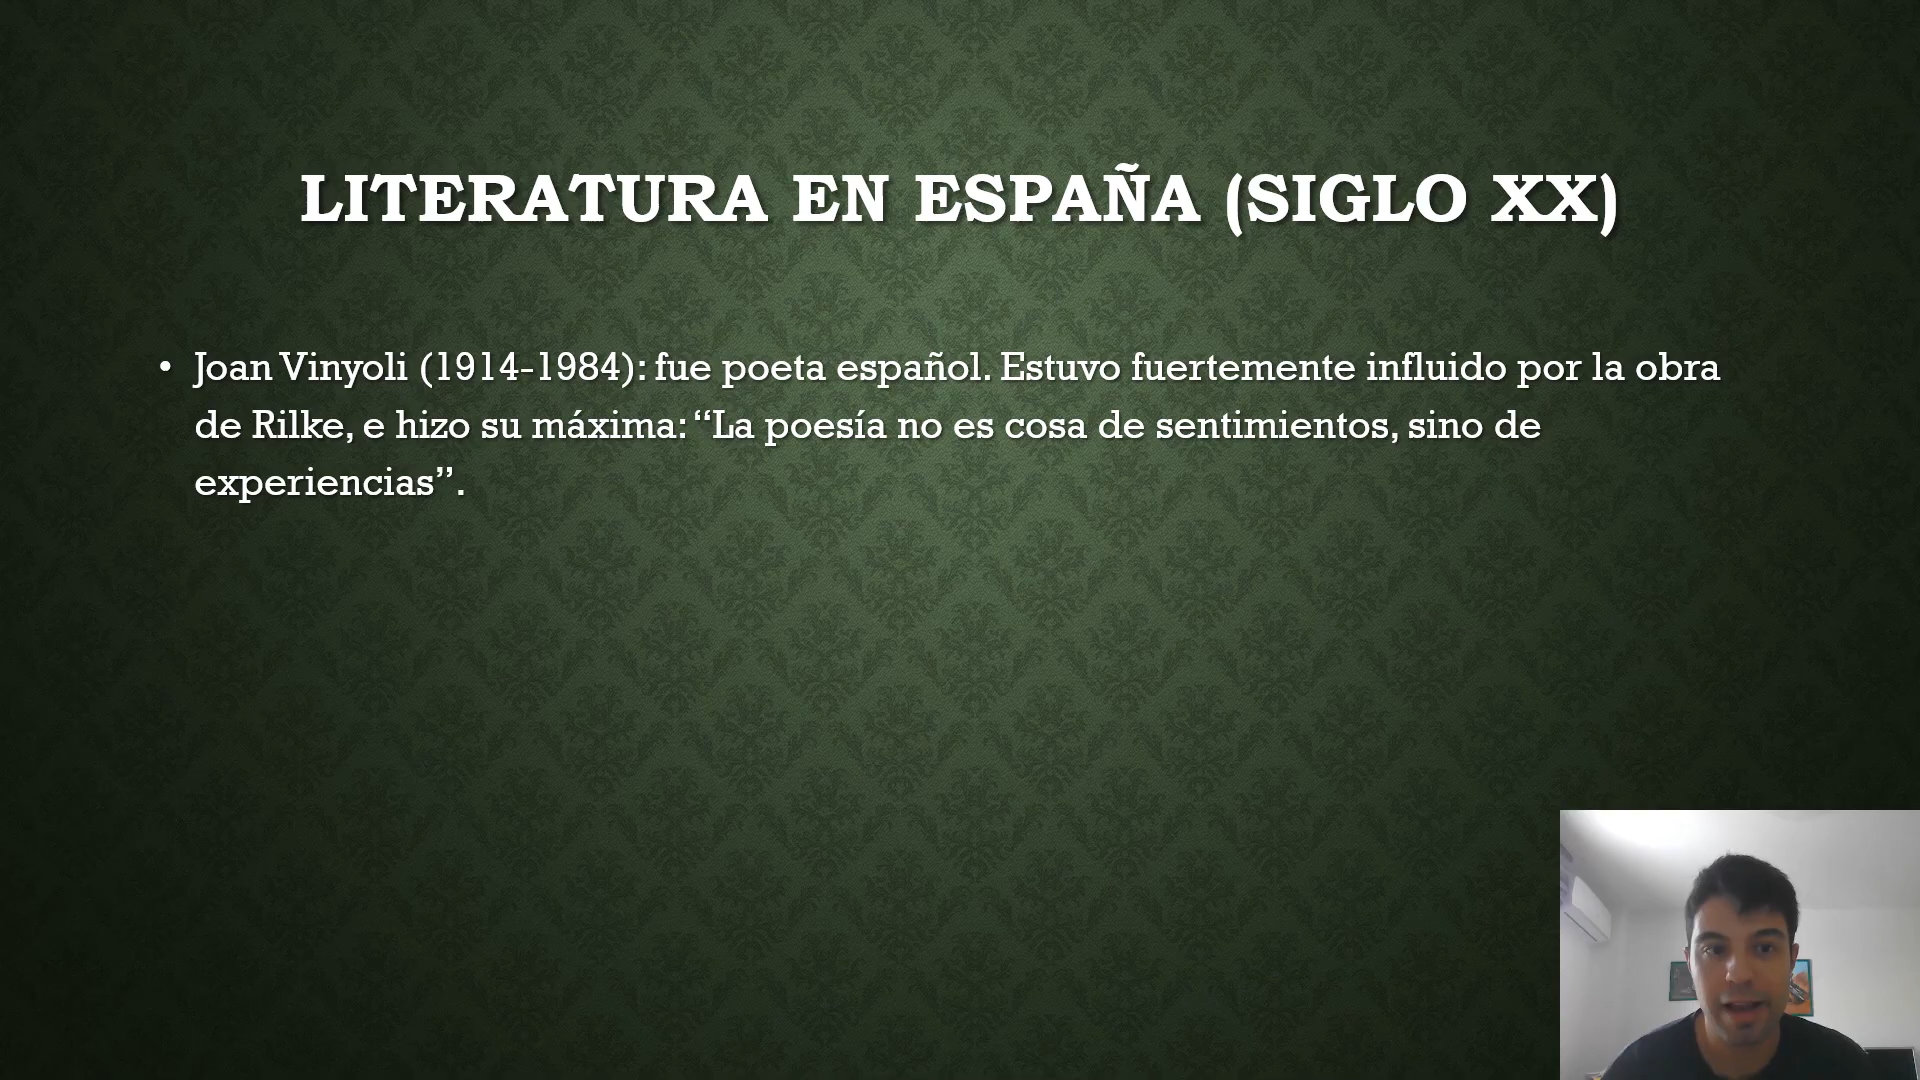 LITERATURA EN ESPAÑA (SIGLO XX)
• Joan Vinyoli (1914-1984): fue poeta español. Estuvo fuertemente influido por la obra
de Rilke, e hizo su máxima: “La poesía no es cosa de sentimientos, sino de
experiencias”.